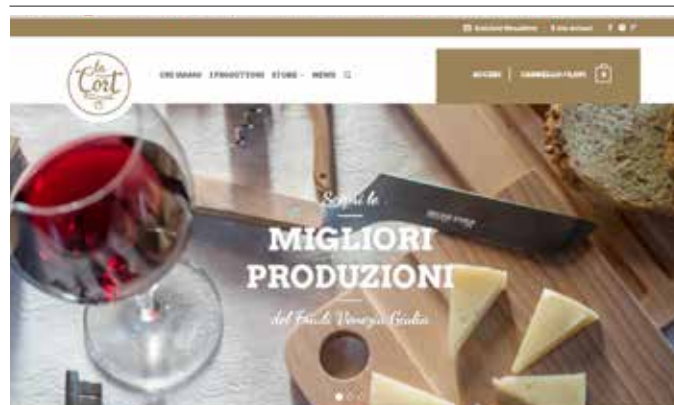 la
Cort
CHI SIAMO I PRODUTTORI STORE NEWS
ACCEDI CARRELLO
Scopri le
MIGLIORI
PRODUZIONI
del Friuli Venezia Giulia